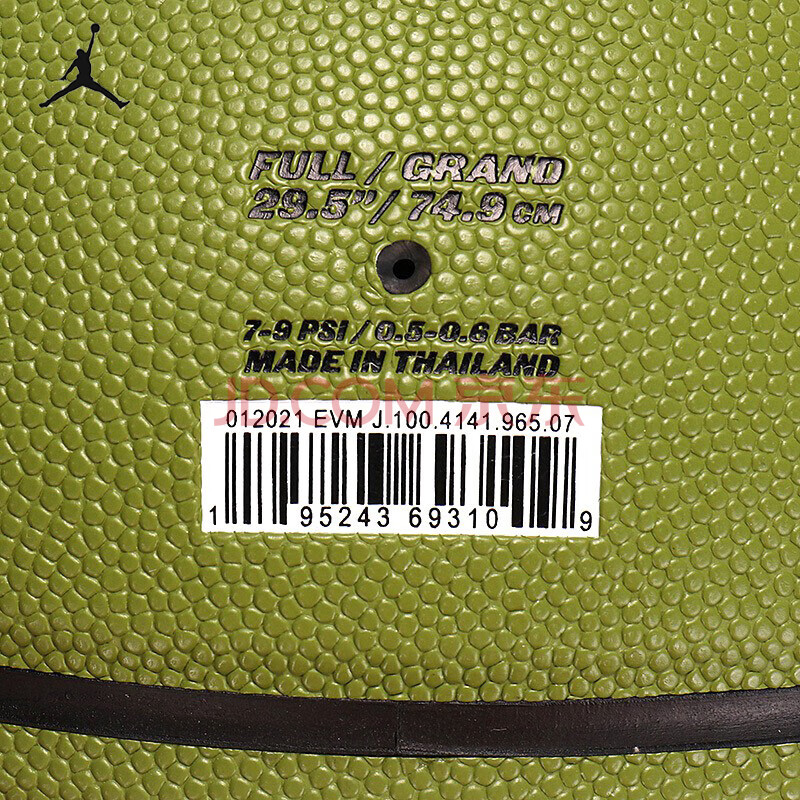 FULL / GRAND
29.5"/ 74.9 CM
7-9 PSI / 0.5-0.6 BAR
MADE IN THAILAND
JD.COM 京东
012021 EVM J.100.4141.965.07
1 95243 69310 9